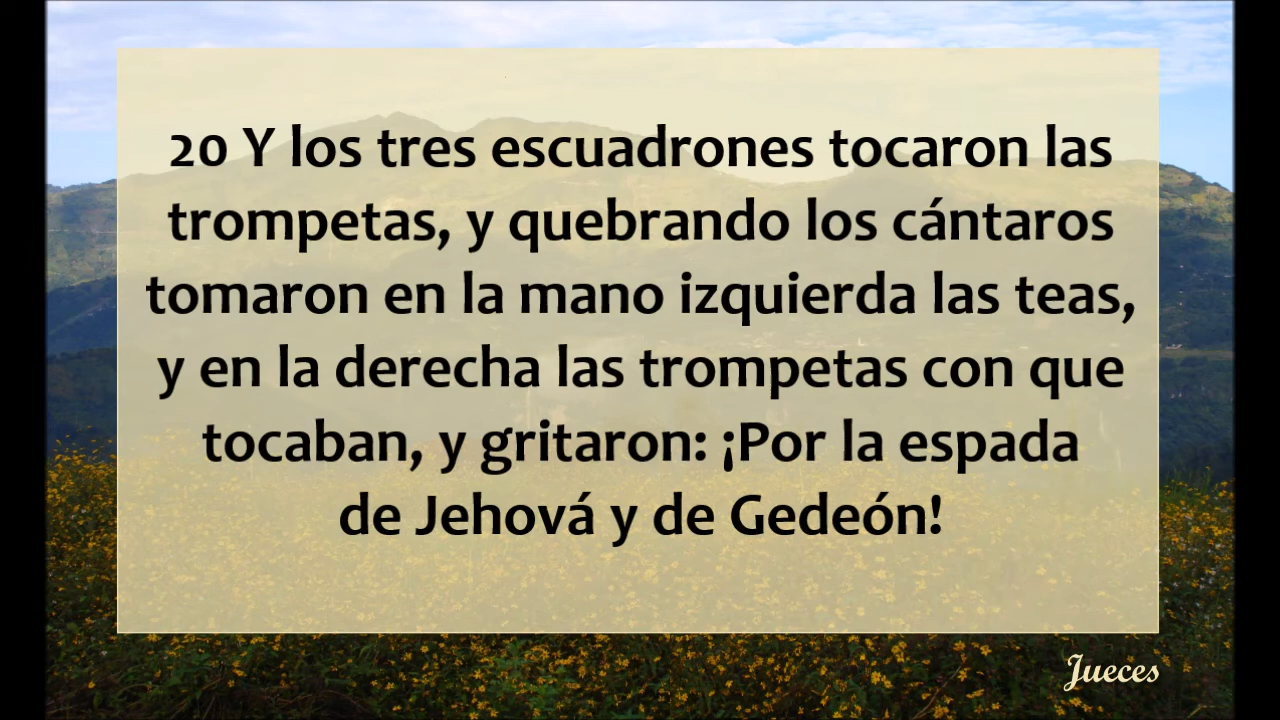 20 Y los tres escuadrones tocaron las
trompetas, y quebrando los cántaros
tomaron en la mano izquierda las teas,
y en la derecha las trompetas con que
tocaban, y gritaron: ¡Por la espada
de Jehová y de Gedeón!
Jueces